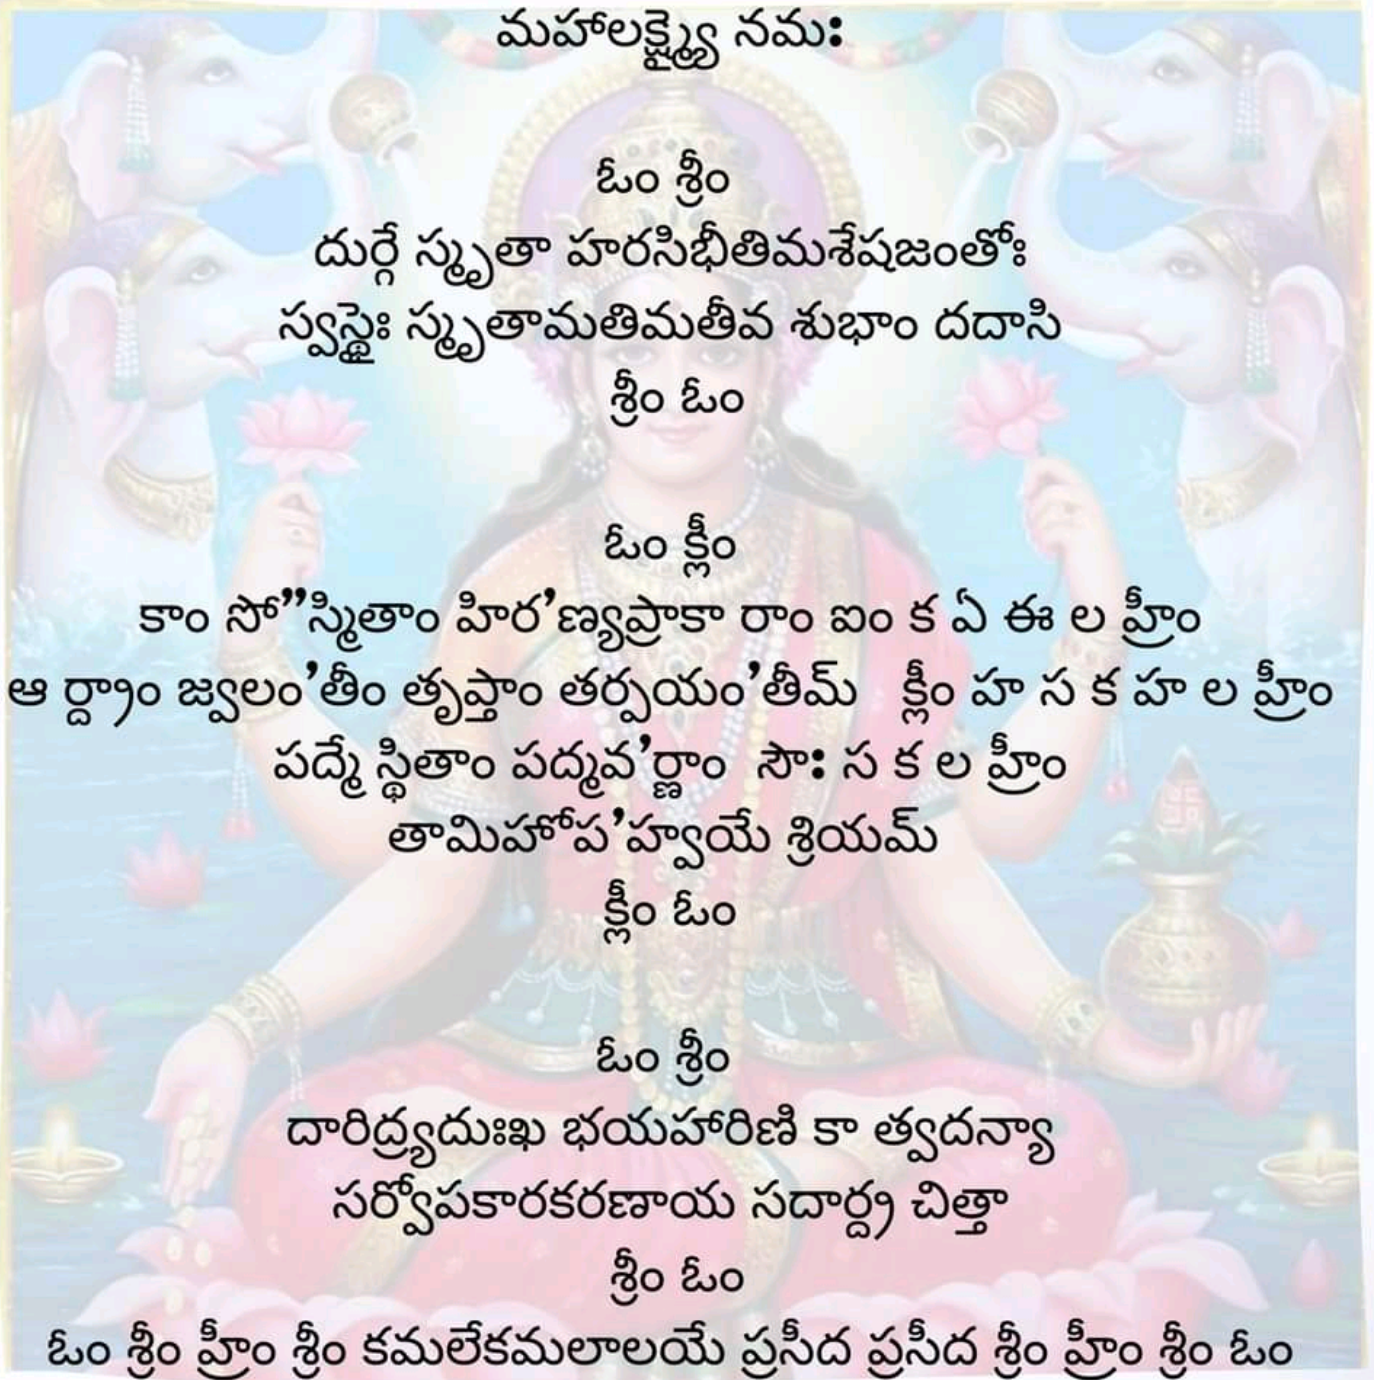 మహాలక్ష్మ్యై నమః
ఓం శ్రీం
దుర్గే స్మృతా హరసిభీతిమశేషజంతోః
స్వస్థైః స్మృతామతిమతీవ శుభాం దదాసి
శ్రీం ఓం
ఓం క్లీం
కాం సో”స్మితాం హిర’ణ్యప్రాకా రాం ఐం క ఏ ఈ ల హ్రీం
ఆ ర్ద్రాం జ్వలం’తీం తృప్తాం తర్పయం’తీమ్ క్లీం హ స క హ ల హ్రీం
పద్మే స్థితాం పద్మవ’ర్ణాం సౌః స క ల హ్రీం
తామిహోప’హ్వయే శ్రియమ్
క్లీం ఓం
ఓం శ్రీం
దారిద్ర్యదుఃఖ భయహారిణి కా త్వదన్యా
సర్వోపకారకరణాయ సదార్ద్ర చిత్తా
శ్రీం ఓం
ఓం శ్రీం హ్రీం శ్రీం కమలేకమలాలయే ప్రసీద ప్రసీద శ్రీం హ్రీం శ్రీం ఓం